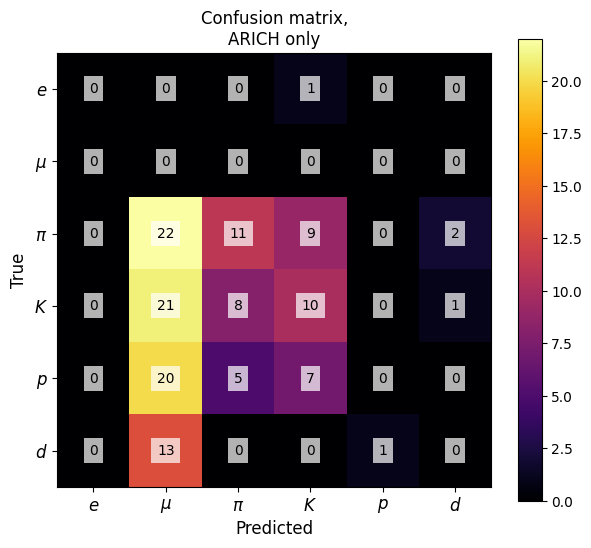 Confusion matrix,
ARICH only
True
e 0 0 0 1 0 0
μ 0 0 0 0 0 0
π 0 22 11 9 0 2
K 0 21 8 10 0 1
p 0 20 5 7 0 0
d 0 13 0 0 1 0
e μ π K p d
Predicted
20.0
17.5
15.0
12.5
10.0
7.5
5.0
2.5
0.0